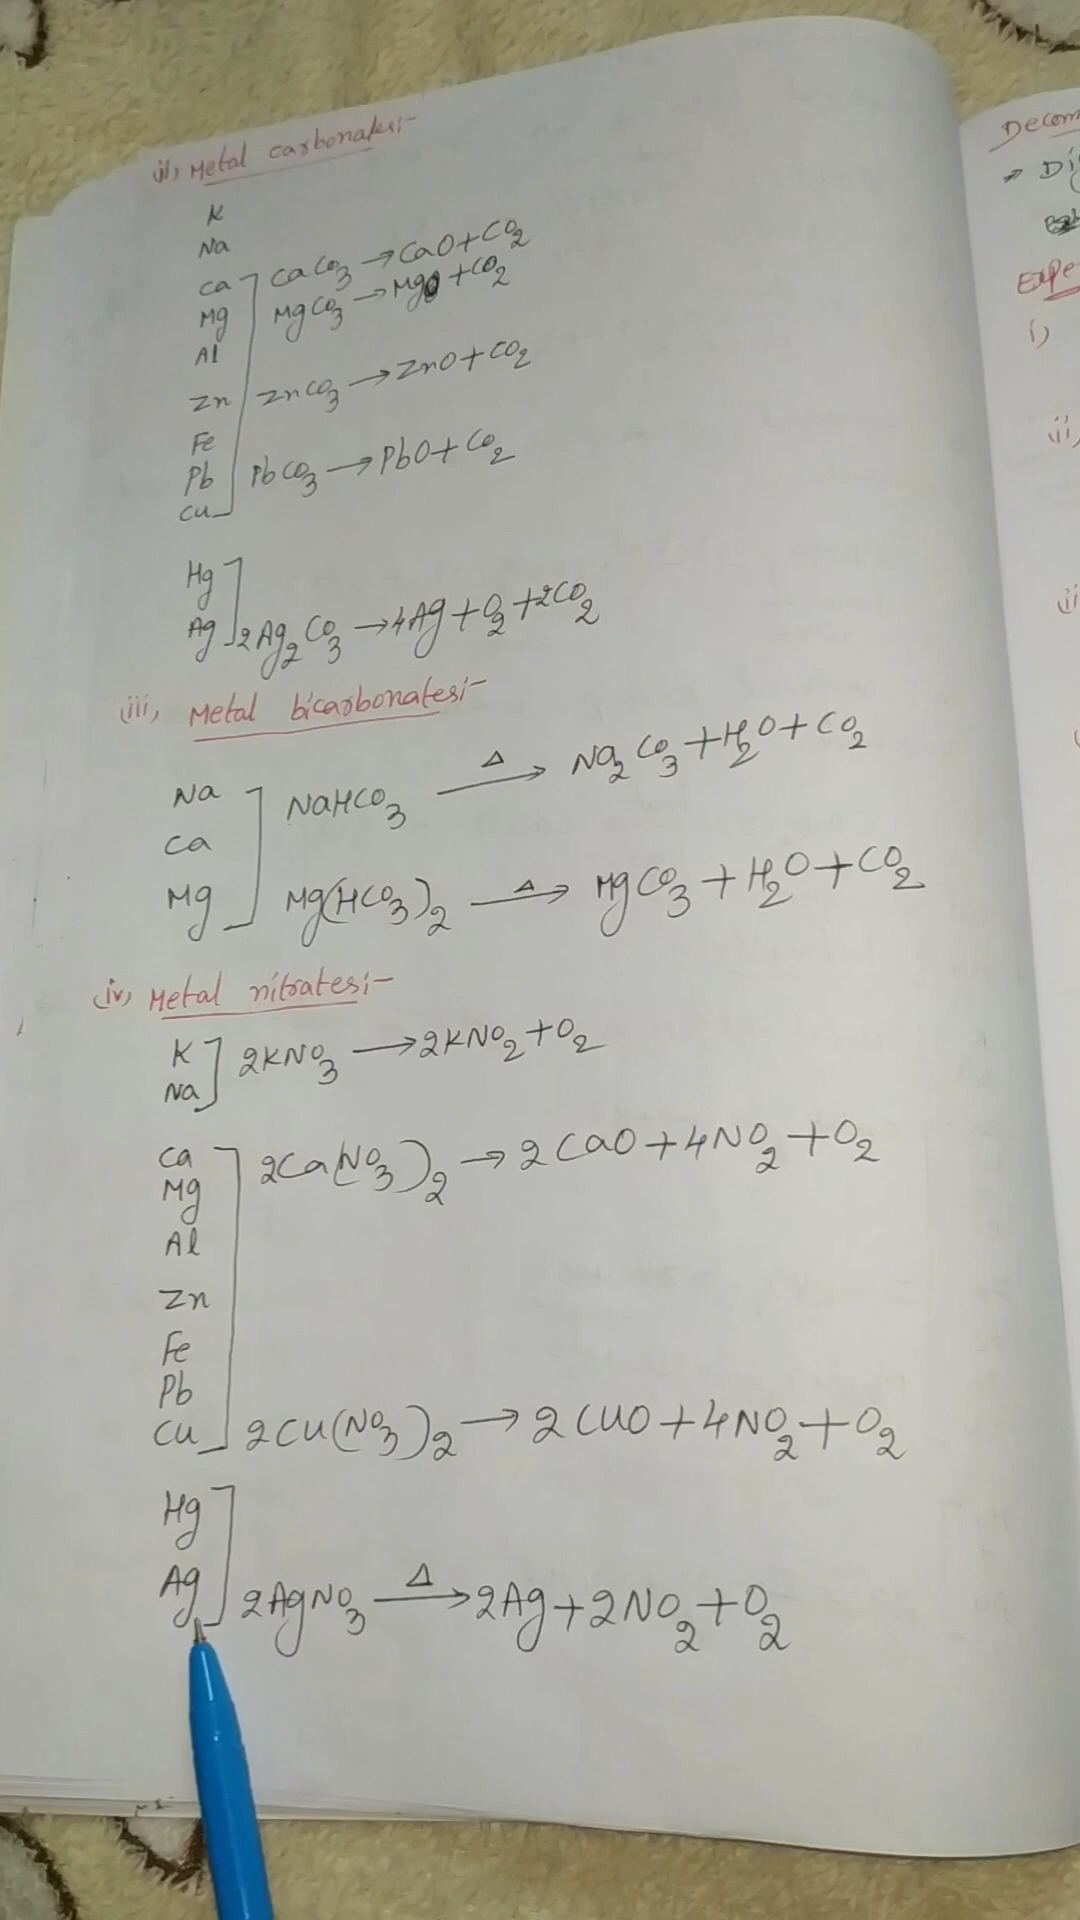 ii) Metal carbonates:-
K
Na
Ca CaCO3 → CaO + CO2
Mg MgCO3 → MgO + CO2
Al
Zn ZnCO3 → ZnO + CO2
Fe
Pb PbCO3 → PbO + CO2
Cu
Hg
Ag 2Ag2CO3 → 4Ag + O2 + 2CO2
iii) Metal bicarbonates:-
Na NaHCO3 Δ→ Na2CO3 + H2O + CO2
Ca
Mg Mg(HCO3)2 Δ→ MgCO3 + H2O + CO2
iv) Metal nitrates:-
K 2KNO3 → 2KNO2 + O2
Na
Ca 2Ca(NO3)2 → 2CaO + 4NO2 + O2
Mg
Al
Zn
Fe
Pb
Cu 2Cu(NO3)2 → 2CuO + 4NO2 + O2
Hg
Ag 2AgNO3 Δ→ 2Ag + 2NO2 + O2
Decom
→ Di
Expe
i)
ii)